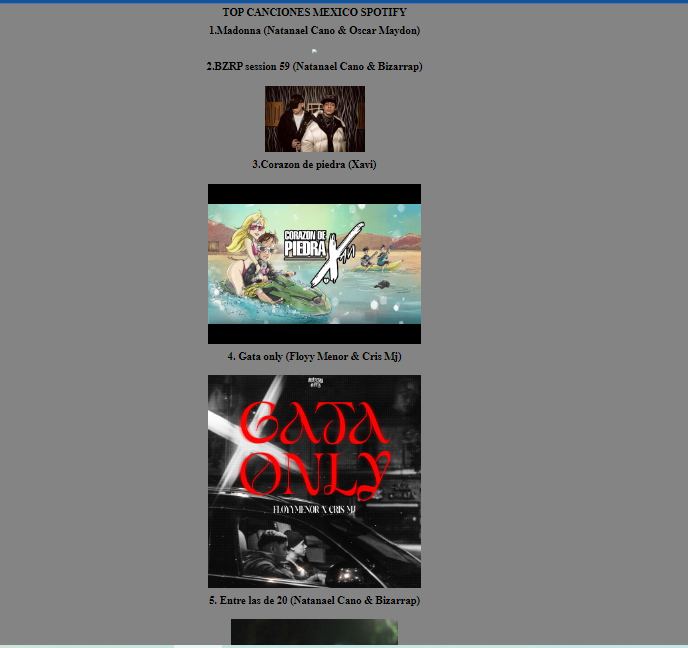 TOP CANCIONES MEXICO SPOTIFY
1.Madonna (Natanael Cano & Oscar Maydon)
2.BZRP session 59 (Natanael Cano & Bizarrap)
3.Corazon de piedra (Xavi)
CORAZON DE
PIEDRA
Xavi
4. Gata only (Floyy Menor & Cris Mj)
GATA
ONLY
FLOYYMENOR X CRIS MJ
5. Entre las de 20 (Natanael Cano & Bizarrap)